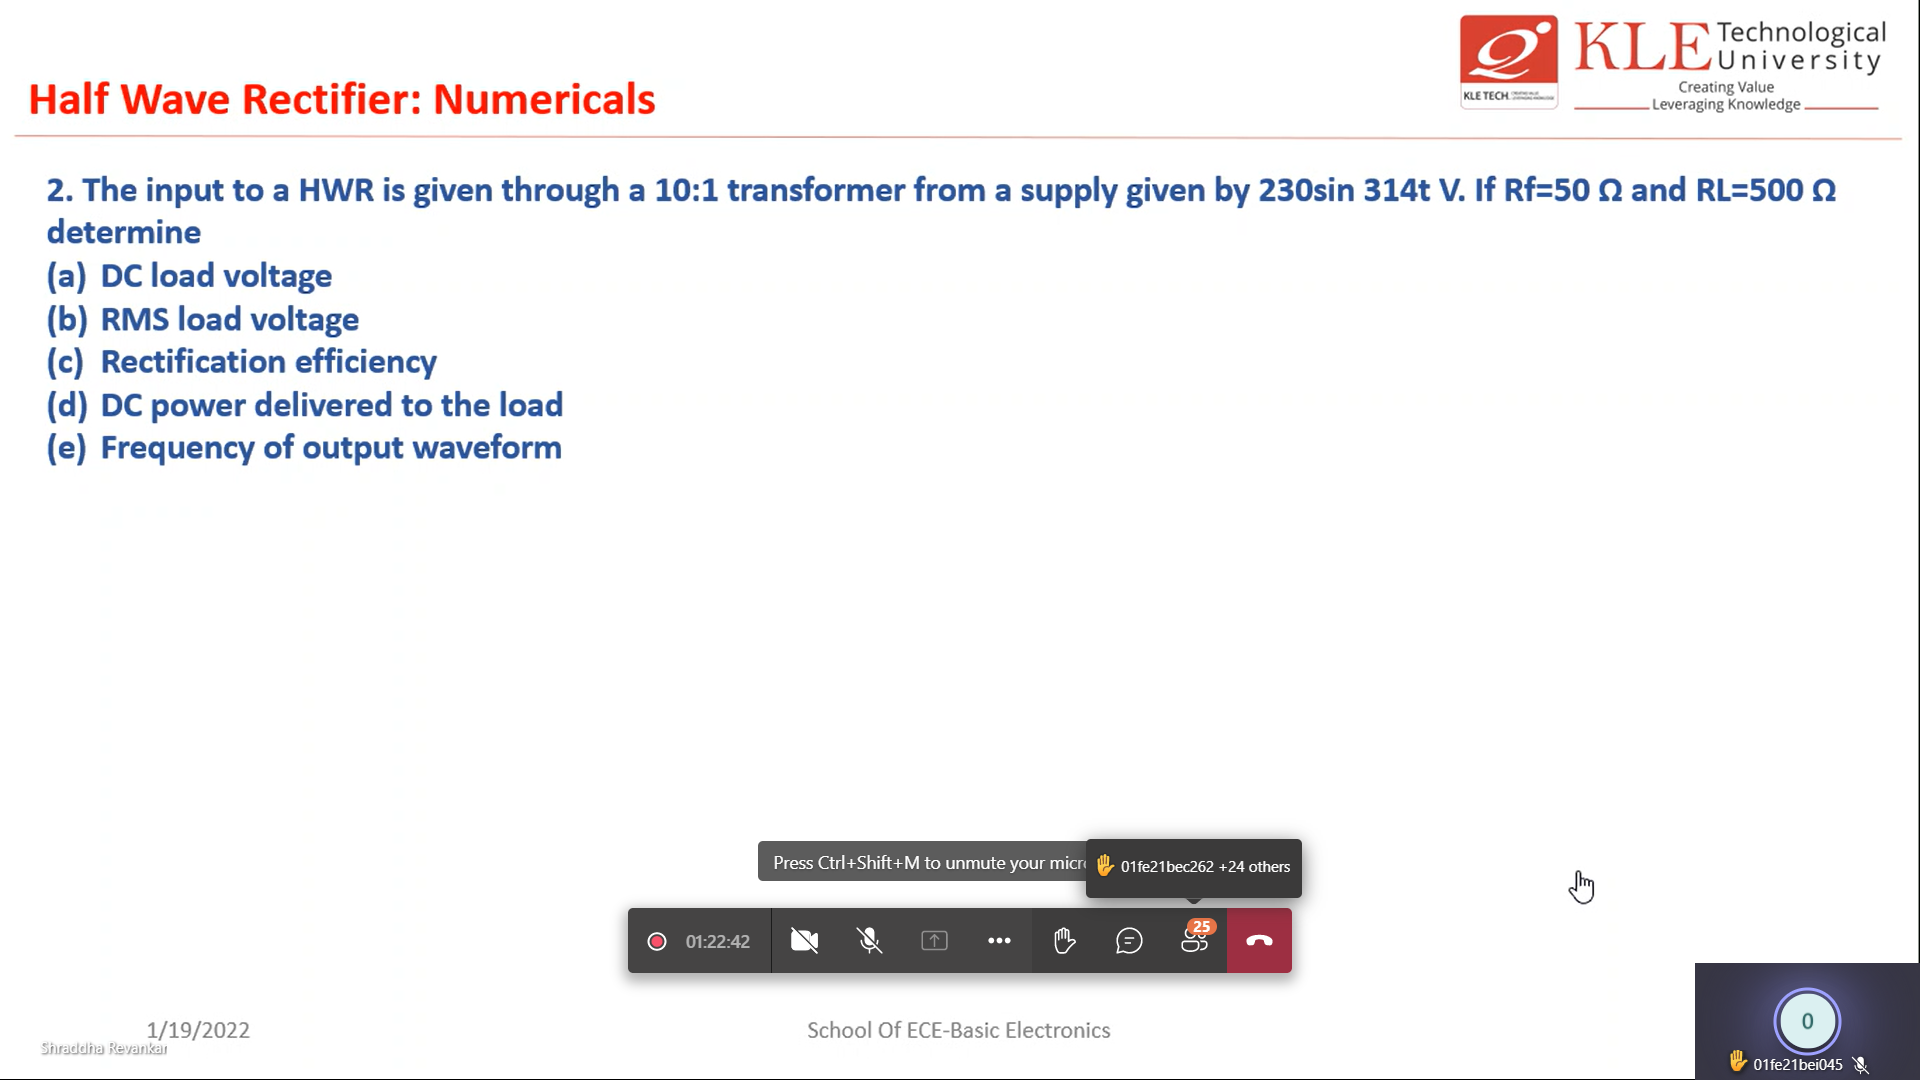 KLE Technological University
Creating Value
Leveraging Knowledge
KLE TECH.
Half Wave Rectifier: Numericals
2. The input to a HWR is given through a 10:1 transformer from a supply given by 230sin 314t V. If Rf=50 Ω and RL=500 Ω
determine
(a) DC load voltage
(b) RMS load voltage
(c) Rectification efficiency
(d) DC power delivered to the load
(e) Frequency of output waveform
Press Ctrl+Shift+M to unmute your micr
01fe21bec262 +24 others
01:22:42
25
1/19/2022
School Of ECE-Basic Electronics
Shraddha Revankar
0
01fe21bei045